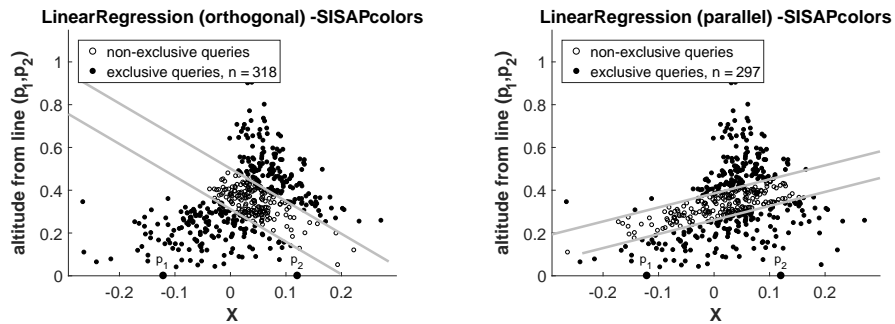 LinearRegression (orthogonal) -SISAPcolors
non-exclusive queries
exclusive queries, n = 318
altitude from line (p1,p2)
1
0.8
0.6
0.4
0.2
0
p1
p2
-0.2
-0.1
0
0.1
0.2
X
LinearRegression (parallel) -SISAPcolors
non-exclusive queries
exclusive queries, n = 297
altitude from line (p1,p2)
1
0.8
0.6
0.4
0.2
0
p1
p2
-0.2
-0.1
0
0.1
0.2
X